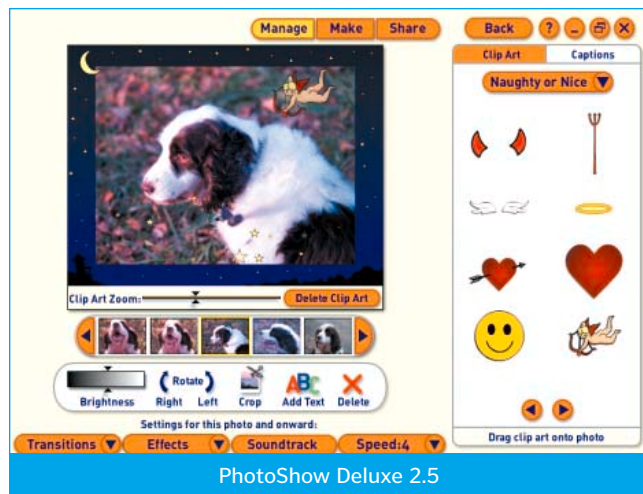 Manage Make Share Back ?
Clip Art Captions
Naughty or Nice
Clip Art Zoom: Delete Clip Art
Rotate
ABC
Brightness Right Left Crop Add Text Delete
Settings for this photo and onward:
Transitions Effects Soundtrack Speed:4
Drag clip art onto photo
PhotoShow Deluxe 2.5